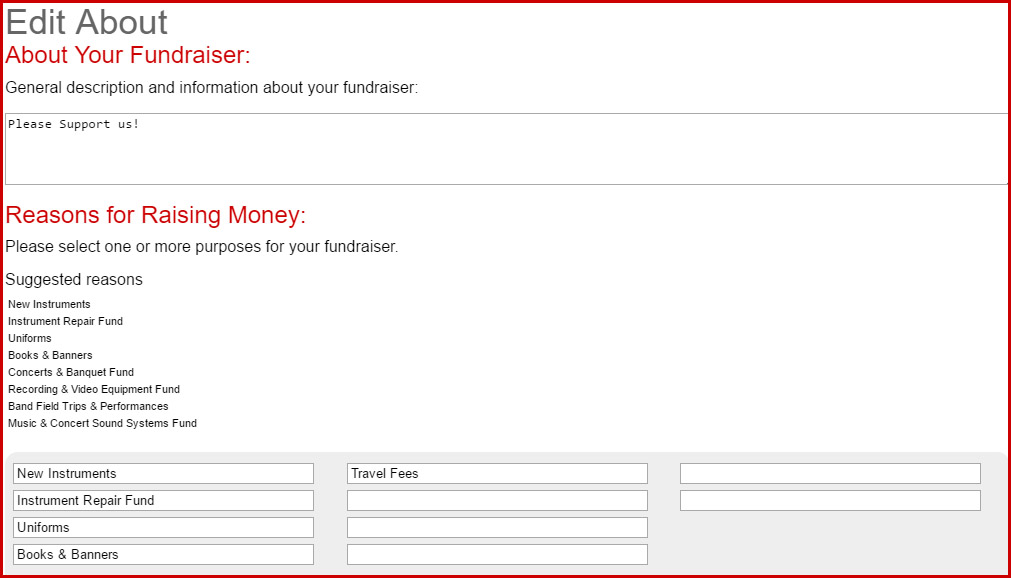 Edit About
About Your Fundraiser:
General description and information about your fundraiser:
Please Support us!
Reasons for Raising Money:
Please select one or more purposes for your fundraiser.
Suggested reasons
New Instruments
Instrument Repair Fund
Uniforms
Books & Banners
Concerts & Banquet Fund
Recording & Video Equipment Fund
Band Field Trips & Performances
Music & Concert Sound Systems Fund
New Instruments
Instrument Repair Fund
Uniforms
Books & Banners
Travel Fees